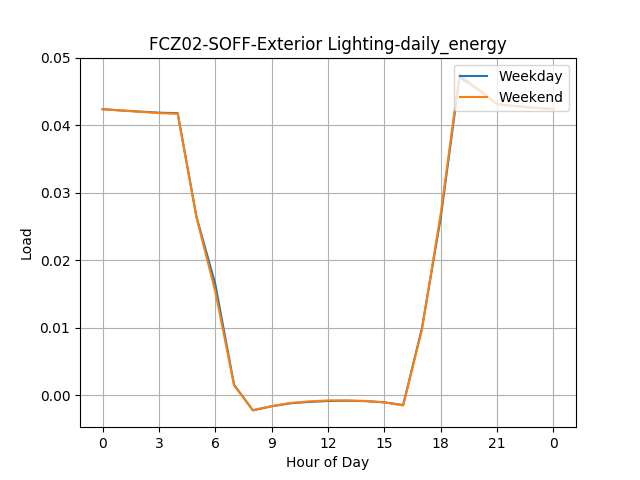 FCZ02-SOFF-Exterior Lighting-daily_energy
0.05
Weekday
Weekend
0.04
0.03
0.02
0.01
0.00
Load
0 3 6 9 12 15 18 21 0
Hour of Day